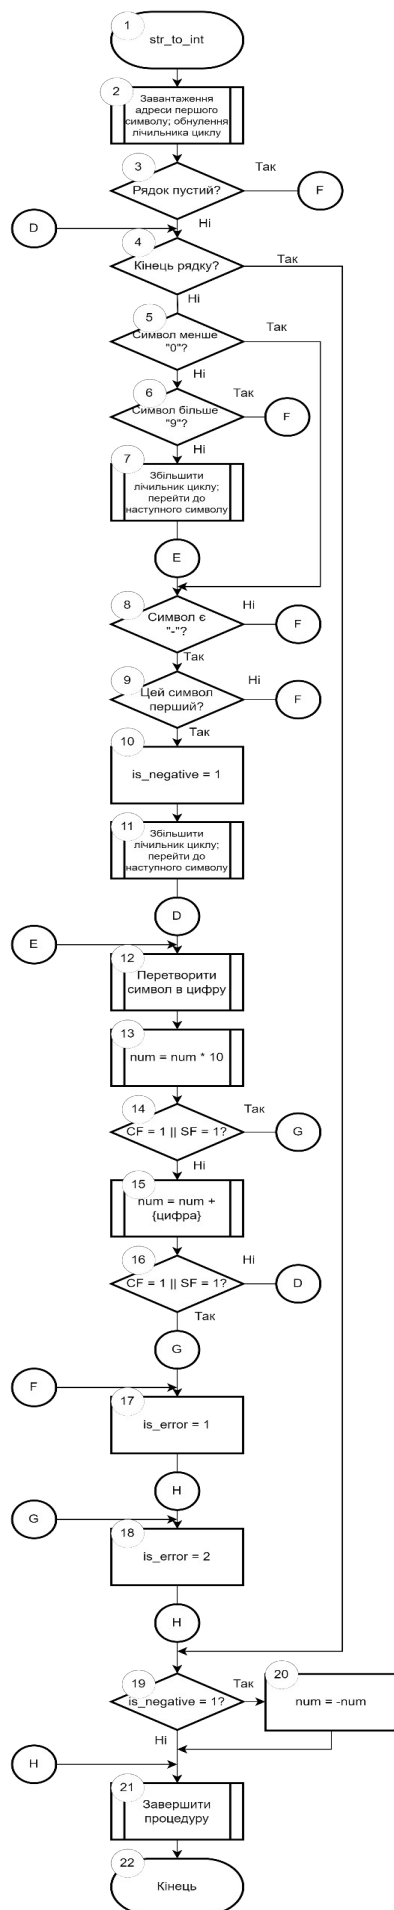 1
str_to_int
2
Завантаження
адреси першого
символу; обнулення
лічильника циклу
3
Так
Рядок пустий?
F
Ні
D
4
Кінець рядку?
Так
Ні
5
Так
Символ менше
"0"?
Ні
6
Так
Символ більше
"9"?
F
Ні
7
Збільшити
лічильник циклу;
перейти до
наступного символу
E
8
Ні
Символ є
"-"?
F
Так
9
Ні
Цей символ
перший?
F
Так
10
is_negative = 1
11
Збільшити
лічильник циклу;
перейти до
наступного символу
D
E
12
Перетворити
символ в цифру
13
num = num * 10
14
Так
CF = 1 || SF = 1?
G
Ні
15
num = num +
{цифра}
16
Ні
CF = 1 || SF = 1?
D
Так
G
F
17
is_error = 1
H
G
18
is_error = 2
H
19
Так
20
is_negative = 1?
num = -num
Ні
H
21
Завершити
процедуру
22
Кінець